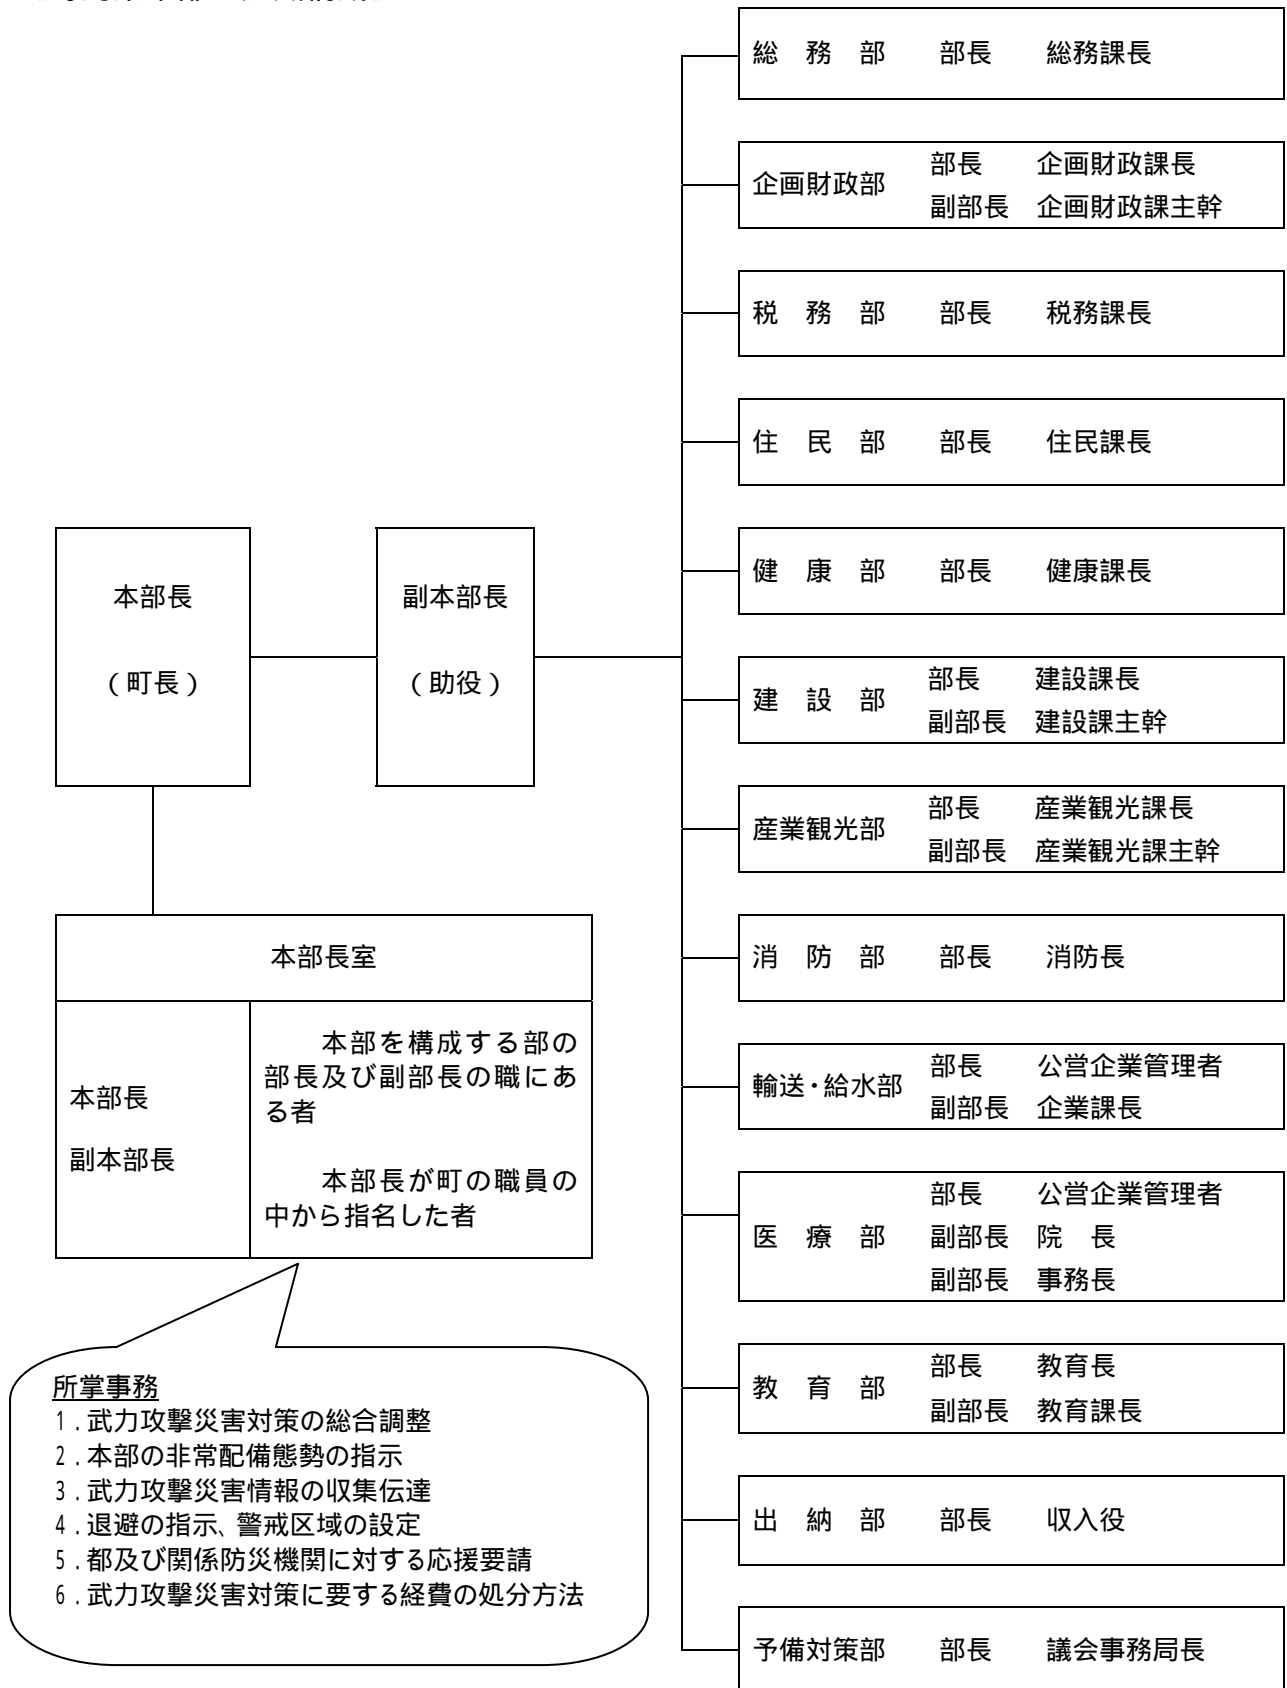 総　務　部　　部長　　総務課長
企画財政部　部長　　企画財政課長
副部長　企画財政課主幹
税　務　部　　部長　　税務課長
住　民　部　　部長　　住民課長
健　康　部　　部長　　健康課長
本部長
（町長）
副本部長
（助役）
建　設　部　部長　　建設課長
副部長　建設課主幹
産業観光部　部長　　産業観光課長
副部長　産業観光課主幹
消　防　部　　部長　　消防長
輸送・給水部　部長　　公営企業管理者
副部長　企業課長
医　療　部　部長　　公営企業管理者
副部長　院　長
副部長　事務長
教　育　部　部長　　教育長
副部長　教育課長
出　納　部　　部長　　収入役
予備対策部　　部長　　議会事務局長
本部長室
本部長
副本部長
本部を構成する部の
部長及び副部長の職にあ
る者
本部長が町の職員の
中から指名した者
所掌事務
1．武力攻撃災害対策の総合調整
2．本部の非常配備態勢の指示
3．武力攻撃災害情報の収集伝達
4．退避の指示、警戒区域の設定
5．都及び関係防災機関に対する応援要請
6．武力攻撃災害対策に要する経費の処分方法